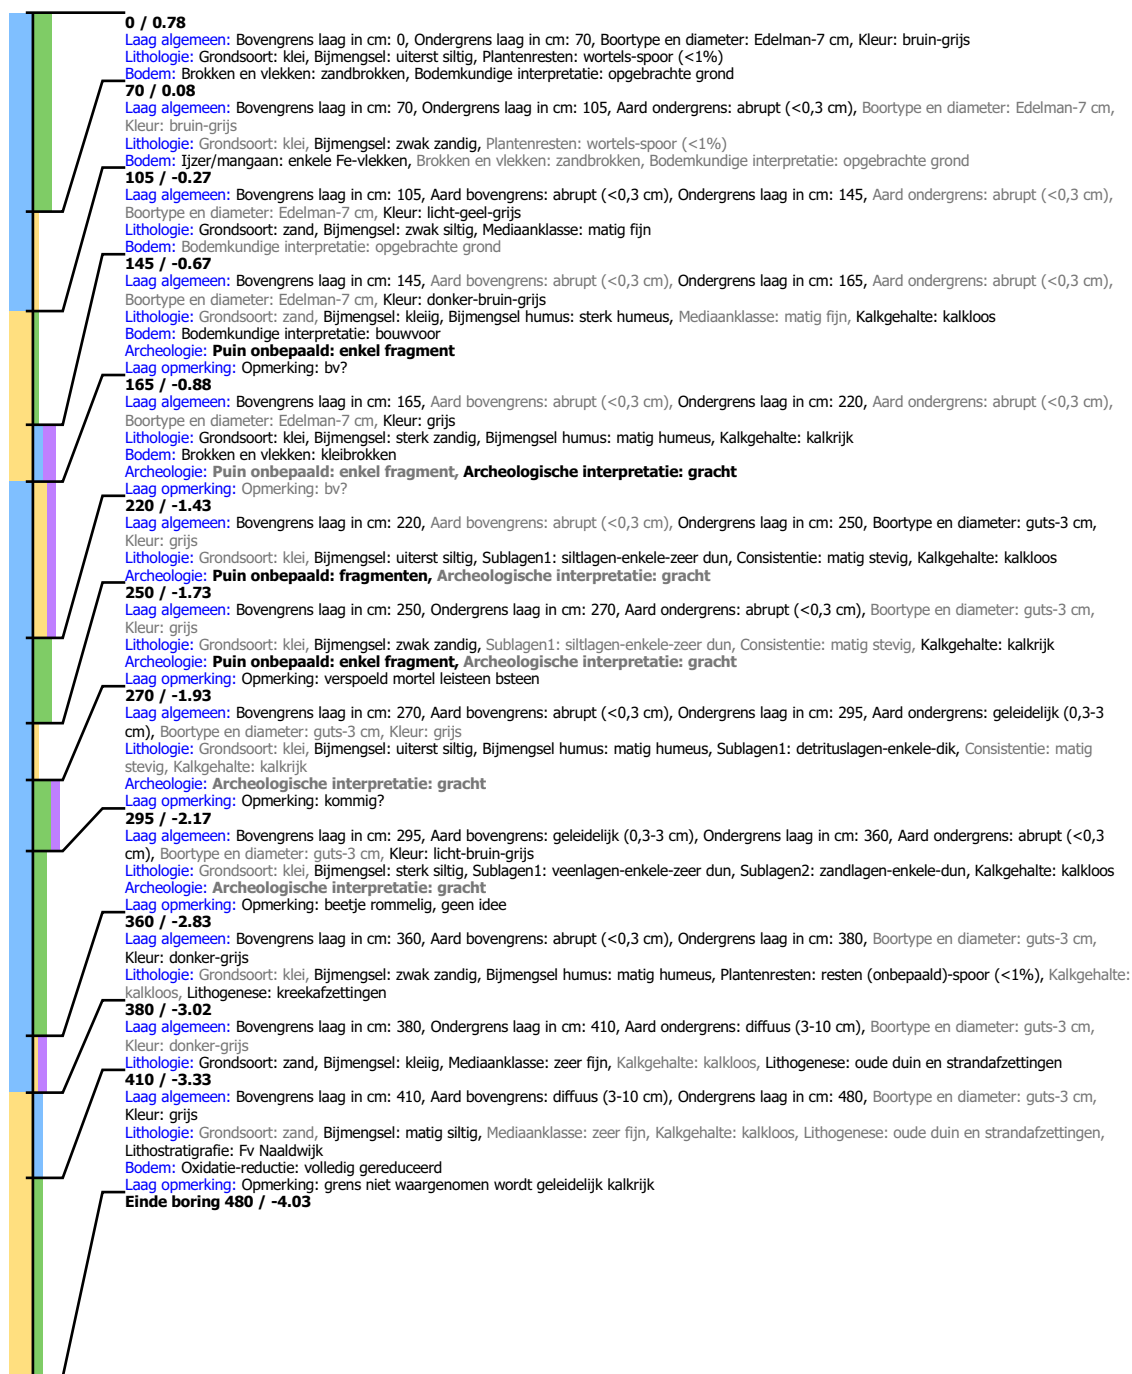 0 / 0.78
Laag algemeen: Bovengrens laag in cm: 0, Ondergrens laag in cm: 70, Boortype en diameter: Edelman-7 cm, Kleur: bruin-grijs
Lithologie: Grondsoort: klei, Bijmengsel: uiterst siltig, Plantenresten: wortels-spoor (<1%)
Bodem: Brokken en vlekken: zandbrokken, Bodemkundige interpretatie: opgebrachte grond
70 / 0.08
Laag algemeen: Bovengrens laag in cm: 70, Ondergrens laag in cm: 105, Aard ondergrens: abrupt (<0,3 cm), Boortype en diameter: Edelman-7 cm,
Kleur: bruin-grijs
Lithologie: Grondsoort: klei, Bijmengsel: zwak zandig, Plantenresten: wortels-spoor (<1%)
Bodem: Ijzer/mangaan: enkele Fe-vlekken, Brokken en vlekken: zandbrokken, Bodemkundige interpretatie: opgebrachte grond
105 / -0.27
Laag algemeen: Bovengrens laag in cm: 105, Aard bovengrens: abrupt (<0,3 cm), Ondergrens laag in cm: 145, Aard ondergrens: abrupt (<0,3 cm),
Boortype en diameter: Edelman-7 cm, Kleur: licht-geel-grijs
Lithologie: Grondsoort: zand, Bijmengsel: zwak siltig, Mediaanklasse: matig fijn
Bodem: Bodemkundige interpretatie: opgebrachte grond
145 / -0.67
Laag algemeen: Bovengrens laag in cm: 145, Aard bovengrens: abrupt (<0,3 cm), Ondergrens laag in cm: 165, Aard ondergrens: abrupt (<0,3 cm),
Boortype en diameter: Edelman-7 cm, Kleur: donker-bruin-grijs
Lithologie: Grondsoort: zand, Bijmengsel: kleiig, Bijmengsel humus: sterk humeus, Mediaanklasse: matig fijn, Kalkgehalte: kalkloos
Bodem: Bodemkundige interpretatie: bouwvoor
Archeologie: Puin onbepaald: enkel fragment
Laag opmerking: Opmerking: bv?
165 / -0.88
Laag algemeen: Bovengrens laag in cm: 165, Aard bovengrens: abrupt (<0,3 cm), Ondergrens laag in cm: 220, Aard ondergrens: abrupt (<0,3 cm),
Boortype en diameter: Edelman-7 cm, Kleur: grijs
Lithologie: Grondsoort: klei, Bijmengsel: sterk zandig, Bijmengsel humus: matig humeus, Kalkgehalte: kalkrijk
Bodem: Brokken en vlekken: kleibrokken
Archeologie: Puin onbepaald: enkel fragment, Archeologische interpretatie: gracht
Laag opmerking: Opmerking: bv?
220 / -1.43
Laag algemeen: Bovengrens laag in cm: 220, Aard bovengrens: abrupt (<0,3 cm), Ondergrens laag in cm: 250, Boortype en diameter: guts-3 cm,
Kleur: grijs
Lithologie: Grondsoort: klei, Bijmengsel: uiterst siltig, Sublagen1: siltlagen-enkele-zeer dun, Consistentie: matig stevig, Kalkgehalte: kalkloos
Archeologie: Puin onbepaald: fragmenten, Archeologische interpretatie: gracht
250 / -1.73
Laag algemeen: Bovengrens laag in cm: 250, Ondergrens laag in cm: 270, Aard ondergrens: abrupt (<0,3 cm), Boortype en diameter: guts-3 cm,
Kleur: grijs
Lithologie: Grondsoort: klei, Bijmengsel: zwak zandig, Sublagen1: siltlagen-enkele-zeer dun, Consistentie: matig stevig, Kalkgehalte: kalkrijk
Archeologie: Puin onbepaald: enkel fragment, Archeologische interpretatie: gracht
Laag opmerking: Opmerking: verspoeld mortel leisteen bsteen
270 / -1.93
Laag algemeen: Bovengrens laag in cm: 270, Aard bovengrens: abrupt (<0,3 cm), Ondergrens laag in cm: 295, Aard ondergrens: geleidelijk (0,3-3
cm), Boortype en diameter: guts-3 cm, Kleur: grijs
Lithologie: Grondsoort: klei, Bijmengsel: uiterst siltig, Bijmengsel humus: matig humeus, Sublagen1: detrituslagen-enkele-dik, Consistentie: matig
stevig, Kalkgehalte: kalkrijk
Archeologie: Archeologische interpretatie: gracht
Laag opmerking: Opmerking: kommig?
295 / -2.17
Laag algemeen: Bovengrens laag in cm: 295, Aard bovengrens: geleidelijk (0,3-3 cm), Ondergrens laag in cm: 360, Aard ondergrens: abrupt (<0,3
cm), Boortype en diameter: guts-3 cm, Kleur: licht-bruin-grijs
Lithologie: Grondsoort: klei, Bijmengsel: sterk siltig, Sublagen1: veenlagen-enkele-zeer dun, Sublagen2: zandlagen-enkele-dun, Kalkgehalte: kalkloos
Archeologie: Archeologische interpretatie: gracht
Laag opmerking: Opmerking: beetje rommelig, geen idee
360 / -2.83
Laag algemeen: Bovengrens laag in cm: 360, Aard bovengrens: abrupt (<0,3 cm), Ondergrens laag in cm: 380, Boortype en diameter: guts-3 cm,
Kleur: donker-grijs
Lithologie: Grondsoort: klei, Bijmengsel: zwak zandig, Bijmengsel humus: matig humeus, Plantenresten: resten (onbepaald)-spoor (<1%), Kalkgehalte:
kalkloos, Lithogenese: kreekafzettingen
380 / -3.02
Laag algemeen: Bovengrens laag in cm: 380, Ondergrens laag in cm: 410, Aard ondergrens: diffuus (3-10 cm), Boortype en diameter: guts-3 cm,
Kleur: donker-grijs
Lithologie: Grondsoort: zand, Bijmengsel: kleiig, Mediaanklasse: zeer fijn, Kalkgehalte: kalkloos, Lithogenese: oude duin en strandafzettingen
410 / -3.33
Laag algemeen: Bovengrens laag in cm: 410, Aard bovengrens: diffuus (3-10 cm), Ondergrens laag in cm: 480, Boortype en diameter: guts-3 cm,
Kleur: grijs
Lithologie: Grondsoort: zand, Bijmengsel: matig siltig, Mediaanklasse: zeer fijn, Kalkgehalte: kalkloos, Lithogenese: oude duin en strandafzettingen,
Lithostratigrafie: Fv Naaldwijk
Bodem: Oxidatie-reductie: volledig gereduceerd
Laag opmerking: Opmerking: grens niet waargenomen wordt geleidelijk kalkrijk
Einde boring 480 / -4.03